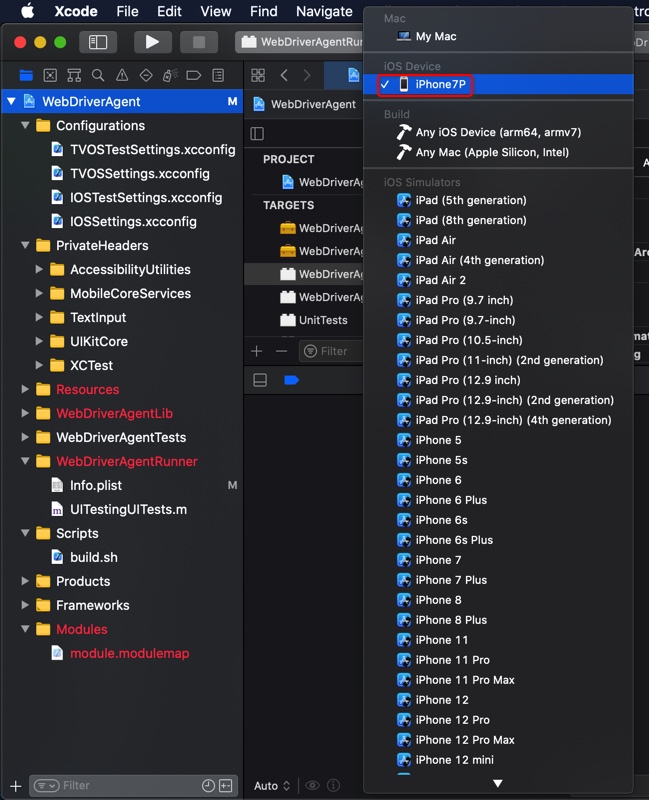 Xcode File Edit View Find Navigate
WebDriverAgentRu
WebDriverAgent M
Configurations
TVOSTestSettings.xcconfig
TVOSSettings.xcconfig
IOSTestSettings.xcconfig
IOSSettings.xcconfig
PrivateHeaders
AccessibilityUtilities
MobileCoreServices
TextInput
UIKitCore
XCTest
Resources
WebDriverAgentLib
WebDriverAgentTests
WebDriverAgentRunner
Info.plist M
UITestingUITests.m
Scripts
build.sh
Products
Frameworks
Modules
module.modulemap
Filter
WebDriverAgent
PROJECT
WebDriverAg
TARGETS
WebDriverAg
WebDriverAg
WebDriverAg
WebDriverAg
UnitTests
Filter
Auto
Mac
My Mac
iOS Device
iPhone7P
Build
Any iOS Device (arm64, armv7)
Any Mac (Apple Silicon, Intel)
iOS Simulators
iPad (5th generation)
iPad (8th generation)
iPad Air
iPad Air (4th generation)
iPad Air 2
iPad Pro (9.7 inch)
iPad Pro (9.7-inch)
iPad Pro (10.5-inch)
iPad Pro (11-inch) (2nd generation)
iPad Pro (12.9 inch)
iPad Pro (12.9-inch) (2nd generation)
iPad Pro (12.9-inch) (4th generation)
iPhone 5
iPhone 5s
iPhone 6
iPhone 6 Plus
iPhone 6s
iPhone 6s Plus
iPhone 7
iPhone 7 Plus
iPhone 8
iPhone 8 Plus
iPhone 11
iPhone 11 Pro
iPhone 11 Pro Max
iPhone 12
iPhone 12 Pro
iPhone 12 Pro Max
iPhone 12 mini